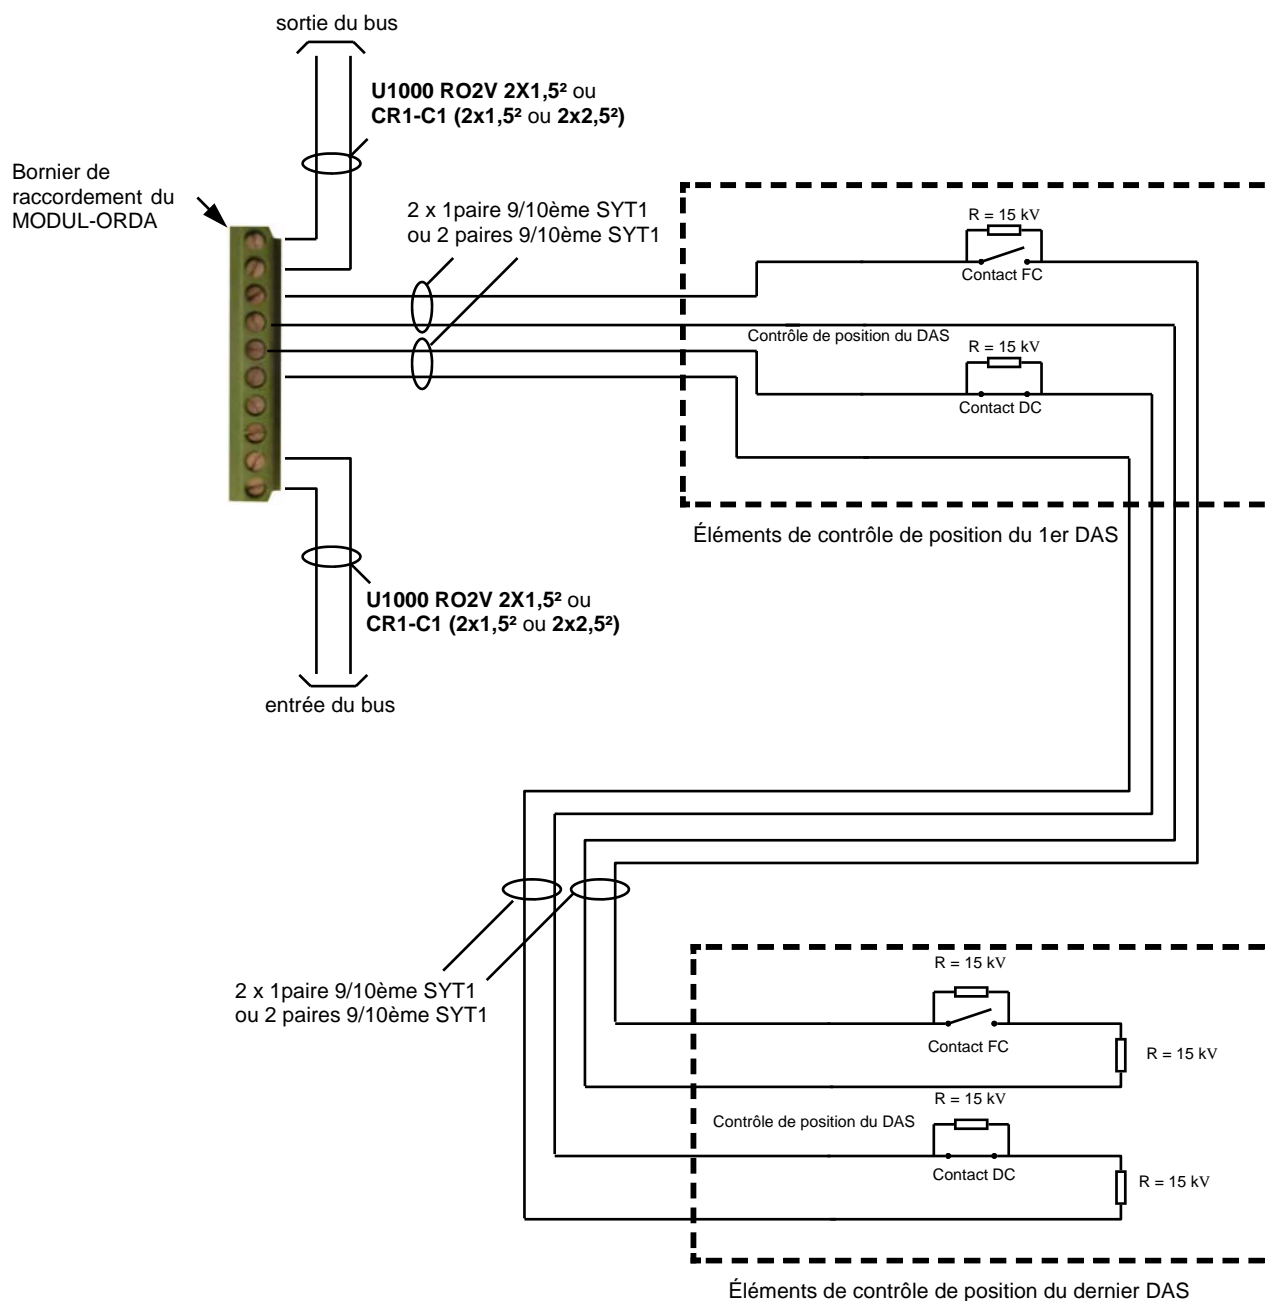 sortie du bus
U1000 RO2V 2X1,5² ou
CR1-C1 (2x1,5² ou 2x2,5²)
Bornier de
raccordement du
MODUL-ORDA
2 x 1paire 9/10ème SYT1
ou 2 paires 9/10ème SYT1
R = 15 kV
Contact FC
Contrôle de position du DAS
R = 15 kV
Contact DC
Éléments de contrôle de position du 1er DAS
U1000 RO2V 2X1,5² ou
CR1-C1 (2x1,5² ou 2x2,5²)
entrée du bus
2 x 1paire 9/10ème SYT1
ou 2 paires 9/10ème SYT1
R = 15 kV
Contact FC
R = 15 kV
R = 15 kV
Contrôle de position du DAS
Contact DC
R = 15 kV
Éléments de contrôle de position du dernier DAS